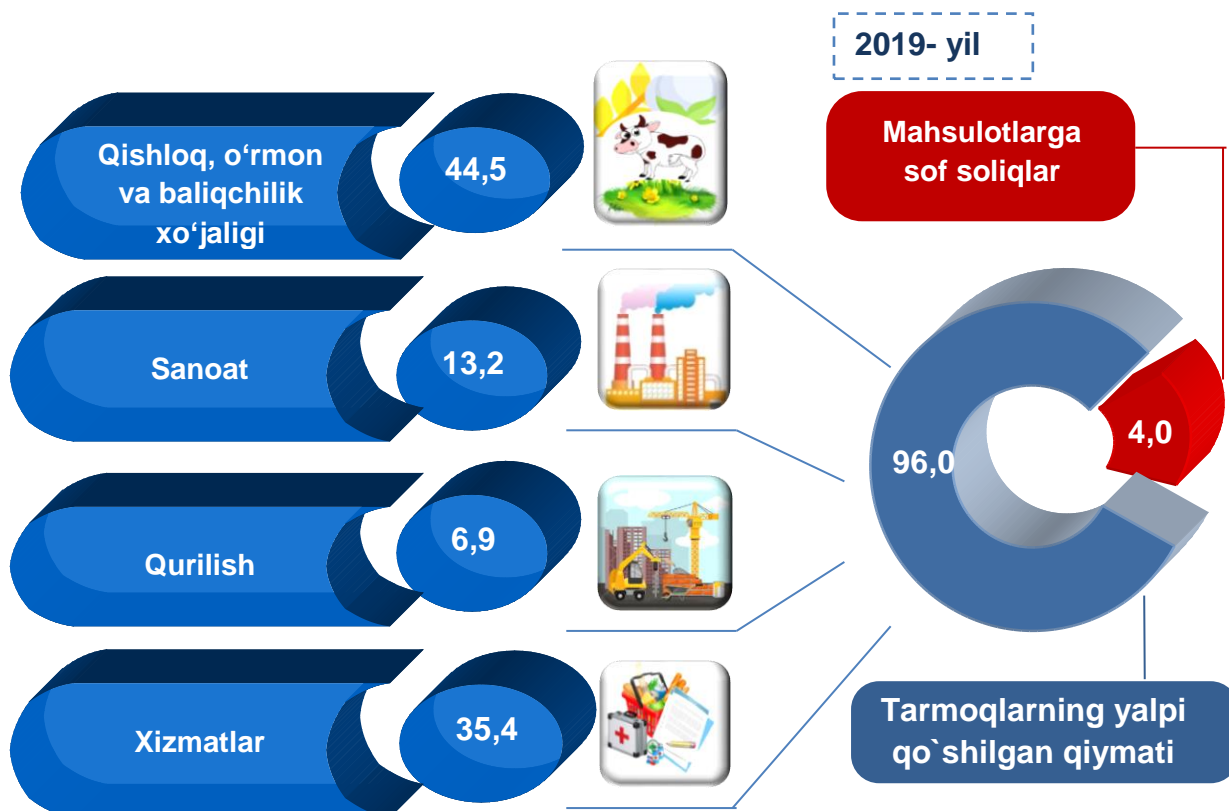 2019- yil
Qishloq, o‘rmon
va baliqchilik
xo‘jaligi
44,5
Mahsulotlarga
sof soliqlar
Sanoat
13,2
96,0
4,0
Qurilish
6,9
Xizmatlar
35,4
Tarmoqlarning yalpi
qo`shilgan qiymati